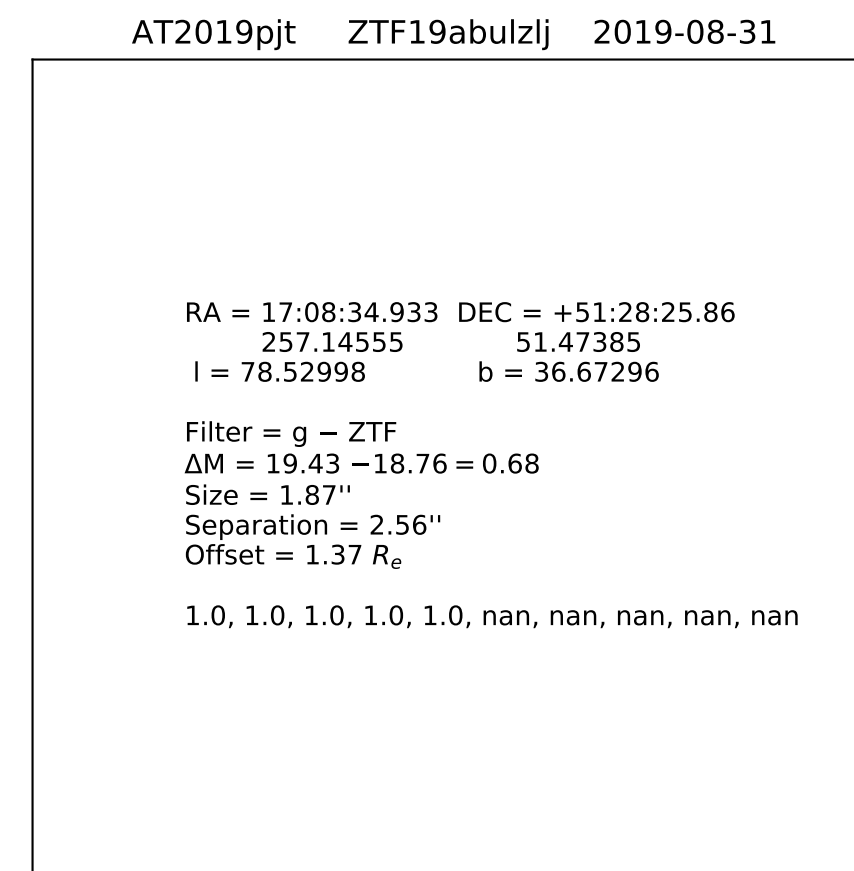 AT2019pjt ZTF19abulzlj 2019-08-31
RA = 17:08:34.933 DEC = +51:28:25.86
257.14555 51.47385
l = 78.52998 b = 36.67296
Filter = g − ZTF
ΔM = 19.43 −18.76 = 0.68
Size = 1.87''
Separation = 2.56''
Offset = 1.37 Rₑ
1.0, 1.0, 1.0, 1.0, 1.0, nan, nan, nan, nan, nan